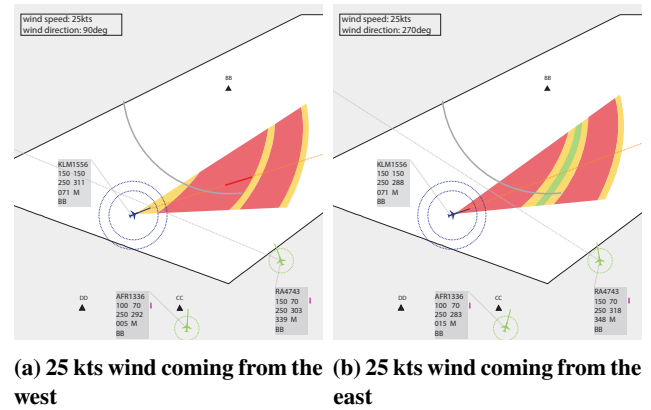 wind speed: 25kts
wind direction: 90deg
BB
KLM1556
150 150
250 311
071 M
BB
DD
AFR1336
100 70
250 292
005 M
BB
CC
RA4743
150 70
250 303
339 M
BB
(a) 25 kts wind coming from the
west
wind speed: 25kts
wind direction: 270deg
BB
KLM1556
150 150
250 288
071 M
BB
DD
AFR1336
100 70
250 283
015 M
BB
CC
RA4743
150 70
250 318
348 M
BB
(b) 25 kts wind coming from the
east